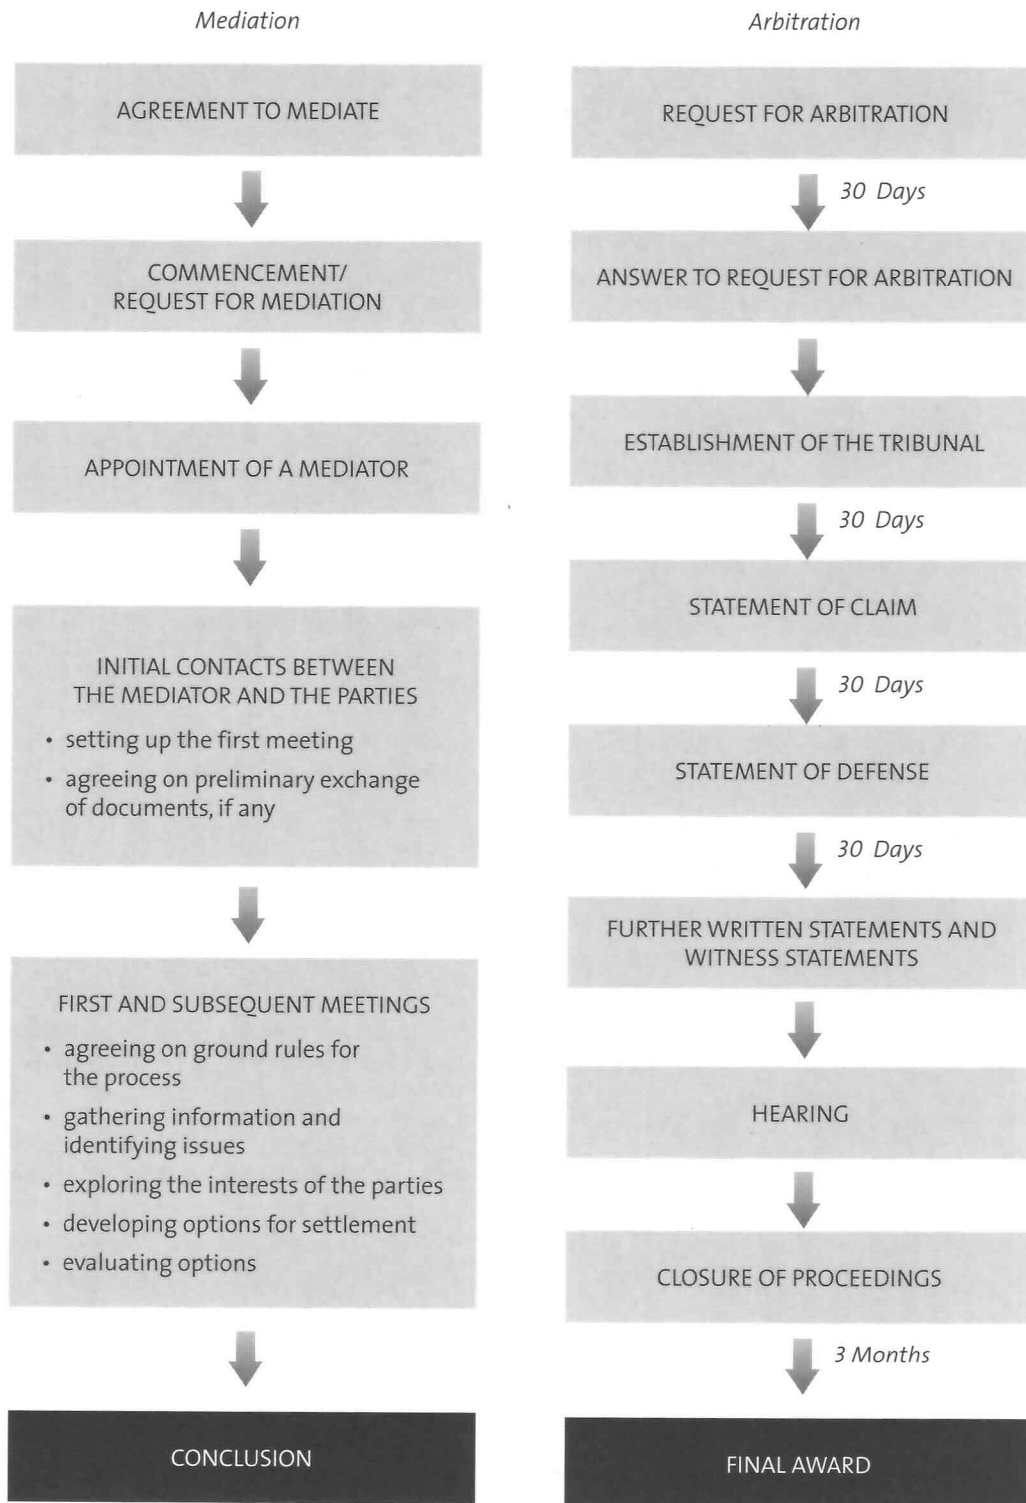 Mediation
AGREEMENT TO MEDIATE
COMMENCEMENT/
REQUEST FOR MEDIATION
APPOINTMENT OF A MEDIATOR
INITIAL CONTACTS BETWEEN
THE MEDIATOR AND THE PARTIES
• setting up the first meeting
• agreeing on preliminary exchange
of documents, if any
FIRST AND SUBSEQUENT MEETINGS
• agreeing on ground rules for
the process
• gathering information and
identifying issues
• exploring the interests of the parties
• developing options for settlement
• evaluating options
CONCLUSION
Arbitration
REQUEST FOR ARBITRATION
30 Days
ANSWER TO REQUEST FOR ARBITRATION
ESTABLISHMENT OF THE TRIBUNAL
30 Days
STATEMENT OF CLAIM
30 Days
STATEMENT OF DEFENSE
30 Days
FURTHER WRITTEN STATEMENTS AND
WITNESS STATEMENTS
HEARING
CLOSURE OF PROCEEDINGS
3 Months
FINAL AWARD